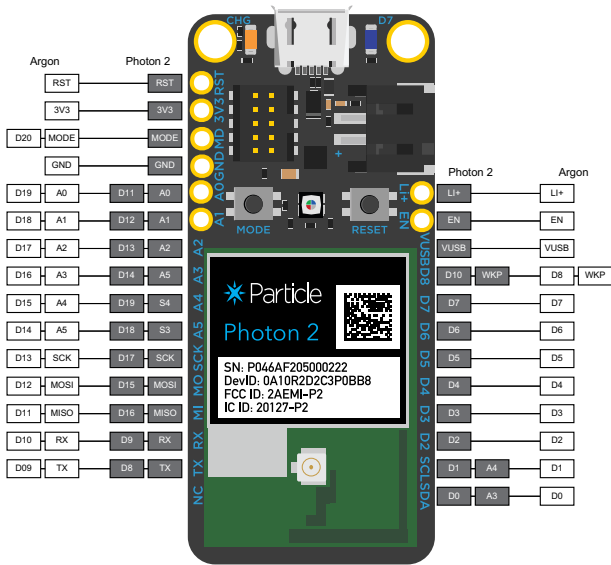 CHG D7
Argon Photon 2
RST RST RST
3V3 3V3 3V3
D20 MODE MODE MD
GND GND GND
D19 A0 D11 A0 A0
D18 A1 D12 A1 A1
D17 A2 D13 A2 A2
D16 A3 D14 A5 A3
D15 A4 D19 S4 A4
D14 A5 D18 S3 A5
D13 SCK D17 SCK SCK
D12 MOSI D15 MOSI MO
D11 MISO D16 MISO MI
D10 RX D9 RX RX
D09 TX D8 TX TX
NC
+
MODE RESET
Particle
Photon 2
SN: P046AF205000222
DevID: 0A10R2D2C3P0BB8
FCC ID: 2AEMI-P2
IC ID: 20127-P2
Photon 2 Argon
LI+ LI+ LI+
EN EN EN
VUSB VUSB VUSB
D8 D10 WKP D8 WKP
D7 D7 D7
D6 D6 D6
D5 D5 D5
D4 D4 D4
D3 D3 D3
D2 D2 D2
SCL D1 A4 D1
SDA D0 A3 D0